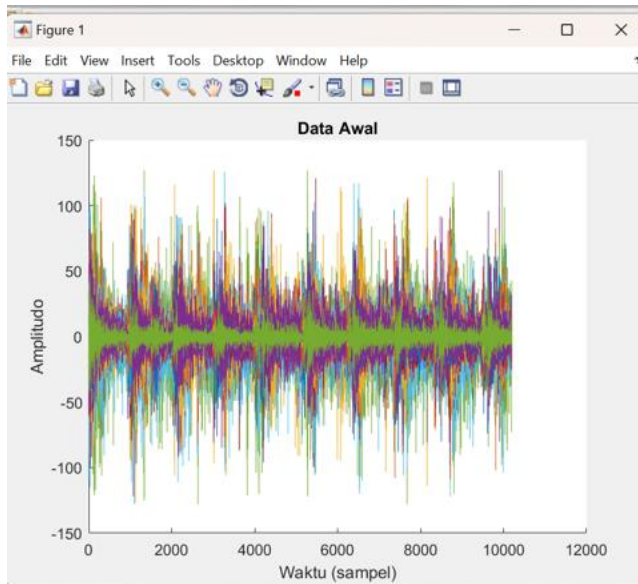 Figure 1
File Edit View Insert Tools Desktop Window Help
Data Awal
150
100
50
0
-50
-100
-150
Amplitudo
0 2000 4000 6000 8000 10000 12000
Waktu (sampel)